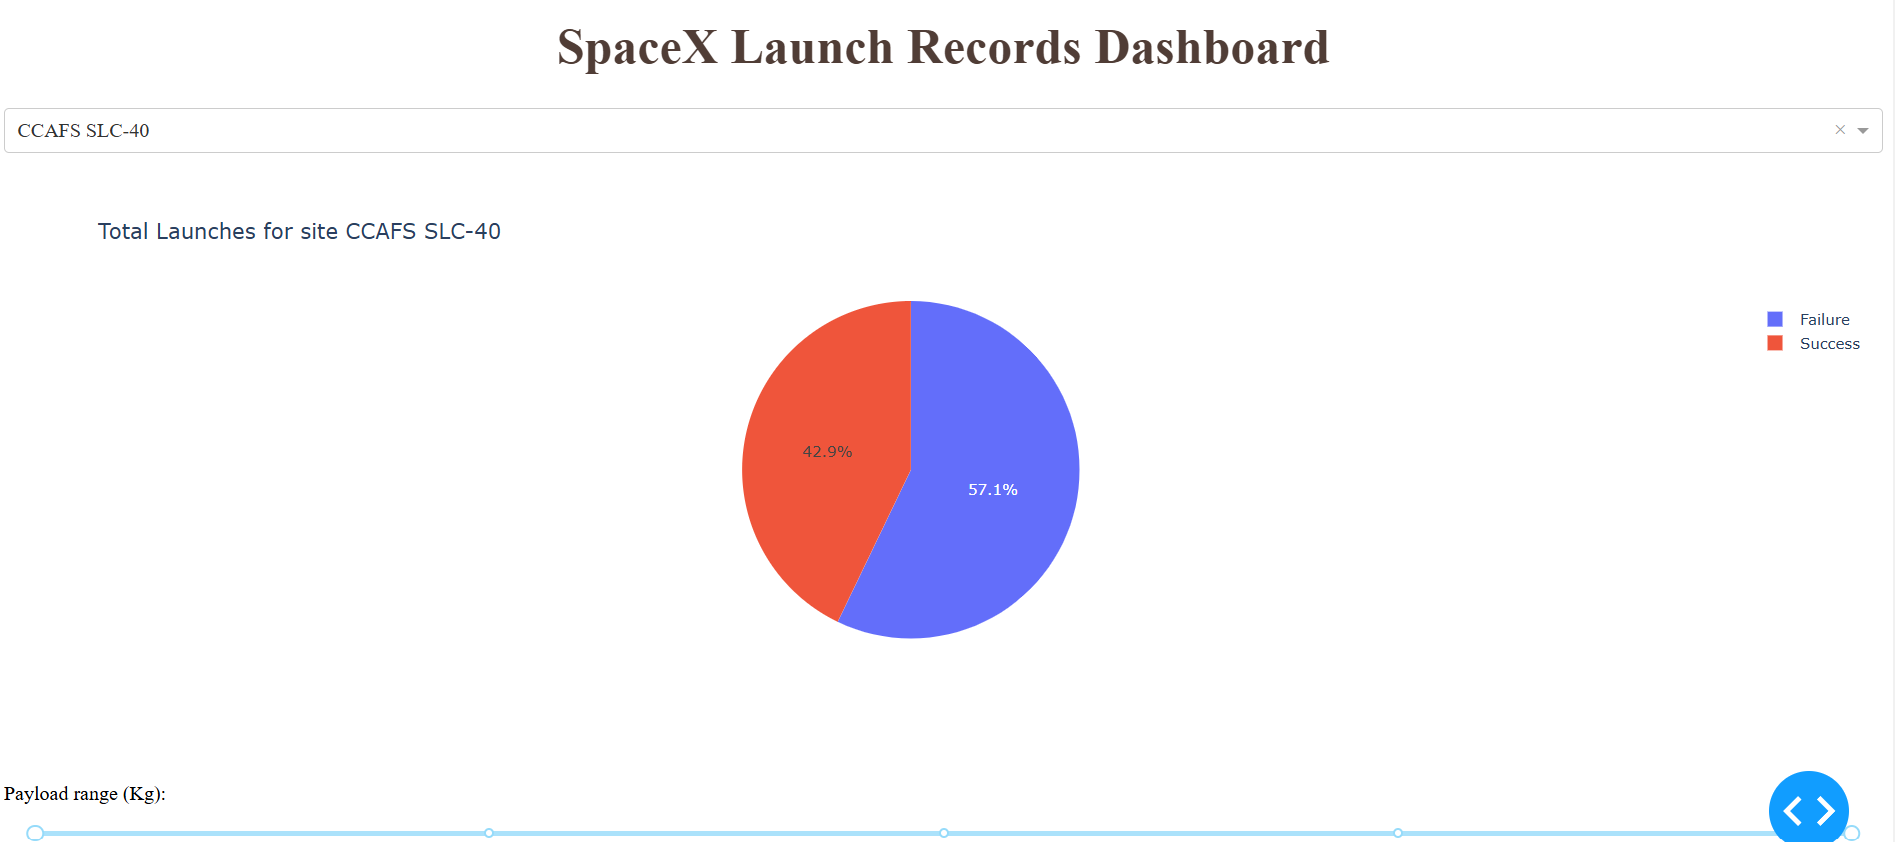 SpaceX Launch Records Dashboard
CCAFS SLC-40
Total Launches for site CCAFS SLC-40
Failure
Success
42.9%
57.1%
Payload range (Kg):